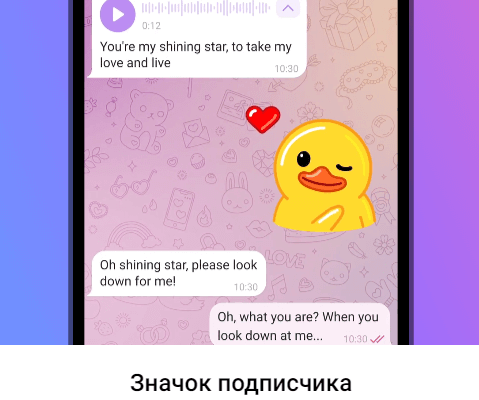 0:12
You're my shining star, to take my
love and live
10:30
Oh shining star, please look
down for me!
10:30
Oh, what you are? When you
look down at me...
10:30
Значок подписчика